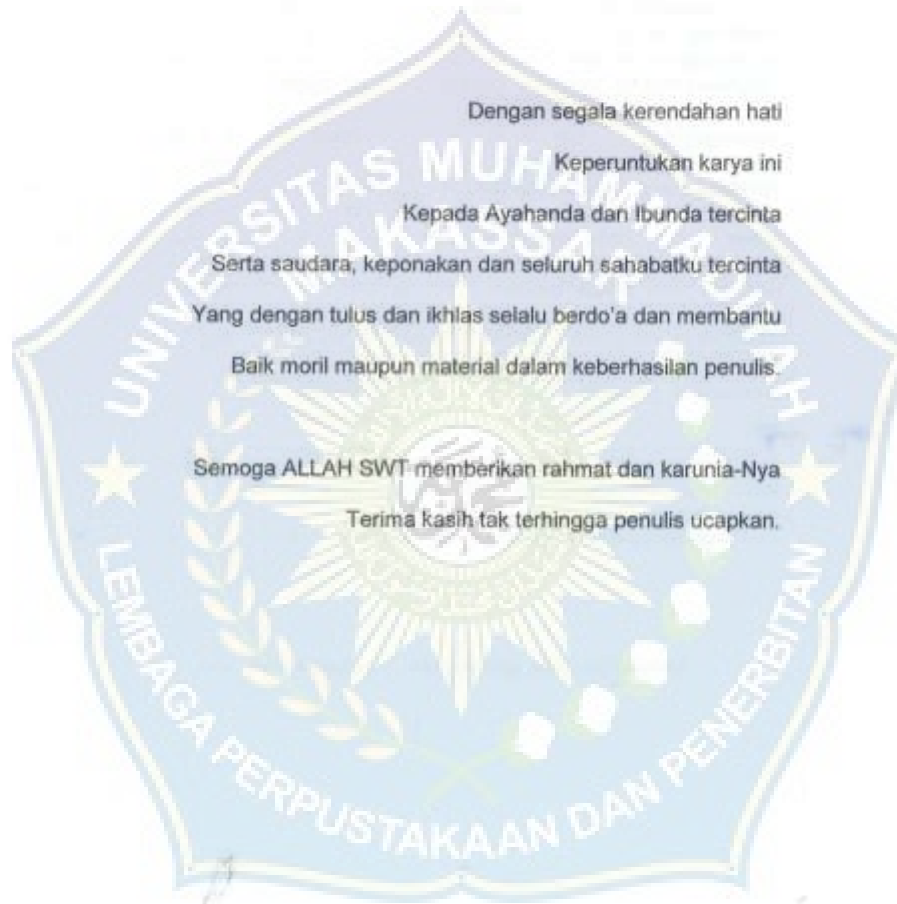 Dengan segala kerendahan hati
Keperuntukan karya ini
Kepada Ayahanda dan Ibunda tercinta
Serta saudara, keponakan dan seluruh sahabatku tercinta
Yang dengan tulus dan ikhlas selalu berdo'a dan membantu
Baik moril maupun material dalam keberhasilan penulis.
Semoga ALLAH SWT memberikan rahmat dan karunia-Nya
Terima kasih tak terhingga penulis ucapkan.
UNIVERSITAS MUHAMMADIYAH
MAKASSAR
LEMBAGA PERPUSTAKAAN DAN PENERBITAN